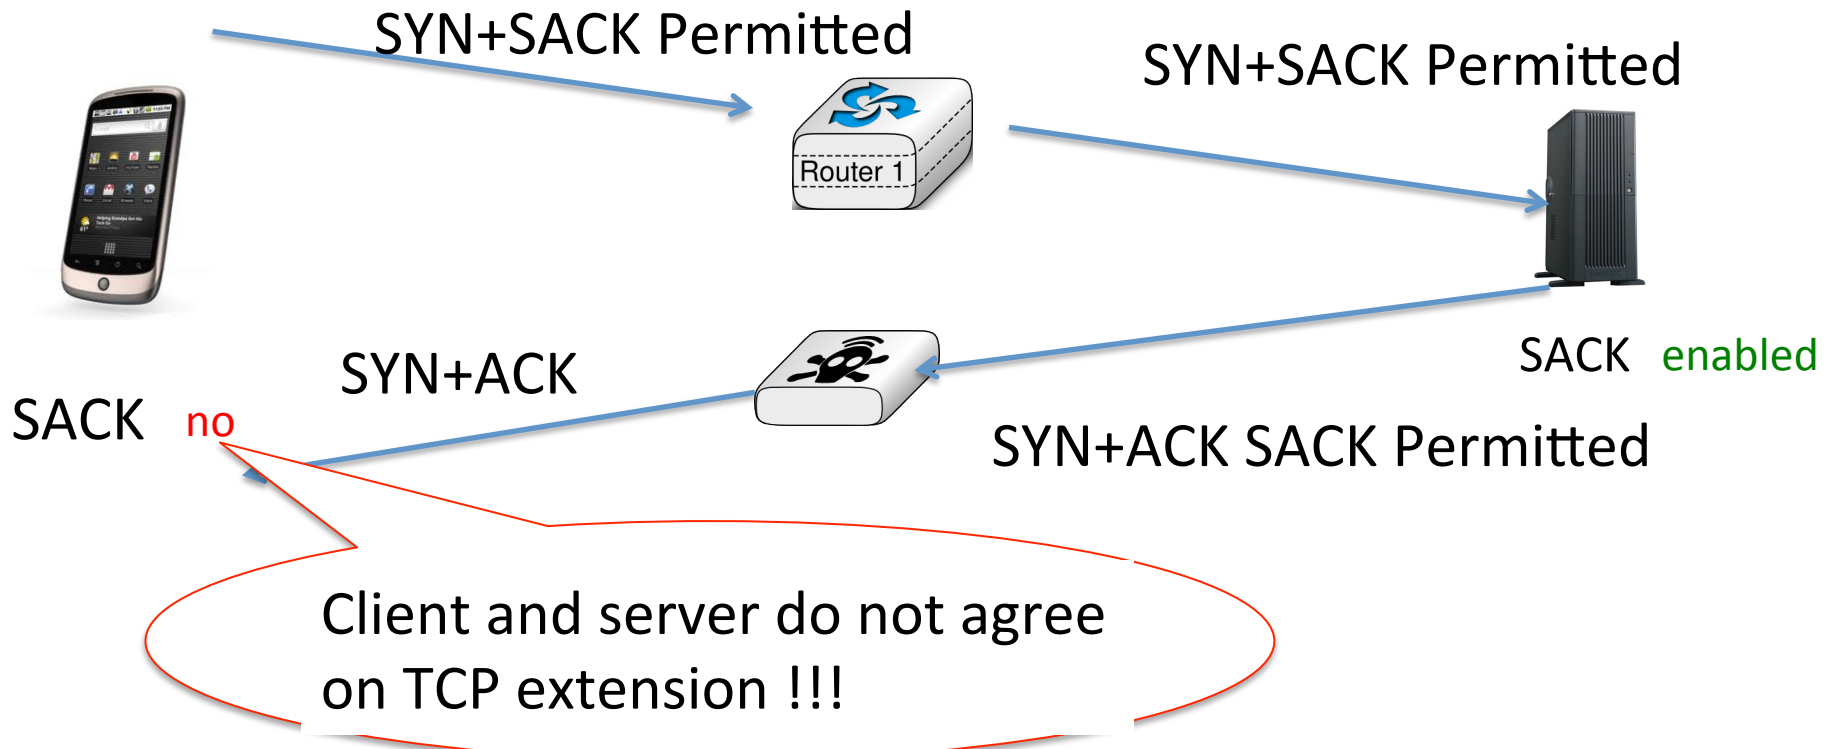 SYN+SACK Permitted
SYN+SACK Permitted
Router 1
SYN+ACK
SACK enabled
SACK no
SYN+ACK SACK Permitted
Client and server do not agree
on TCP extension !!!